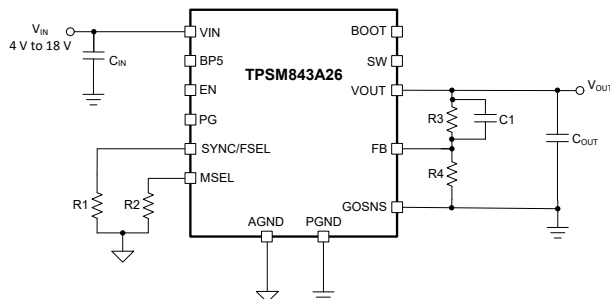 VIN
4 V to 18 V
CIN
VIN
BP5
EN
PG
SYNC/FSEL
MSEL
R1
R2
TPSM843A26
AGND
PGND
BOOT
SW
VOUT
FB
GOSNS
R3
C1
R4
VOUT
COUT